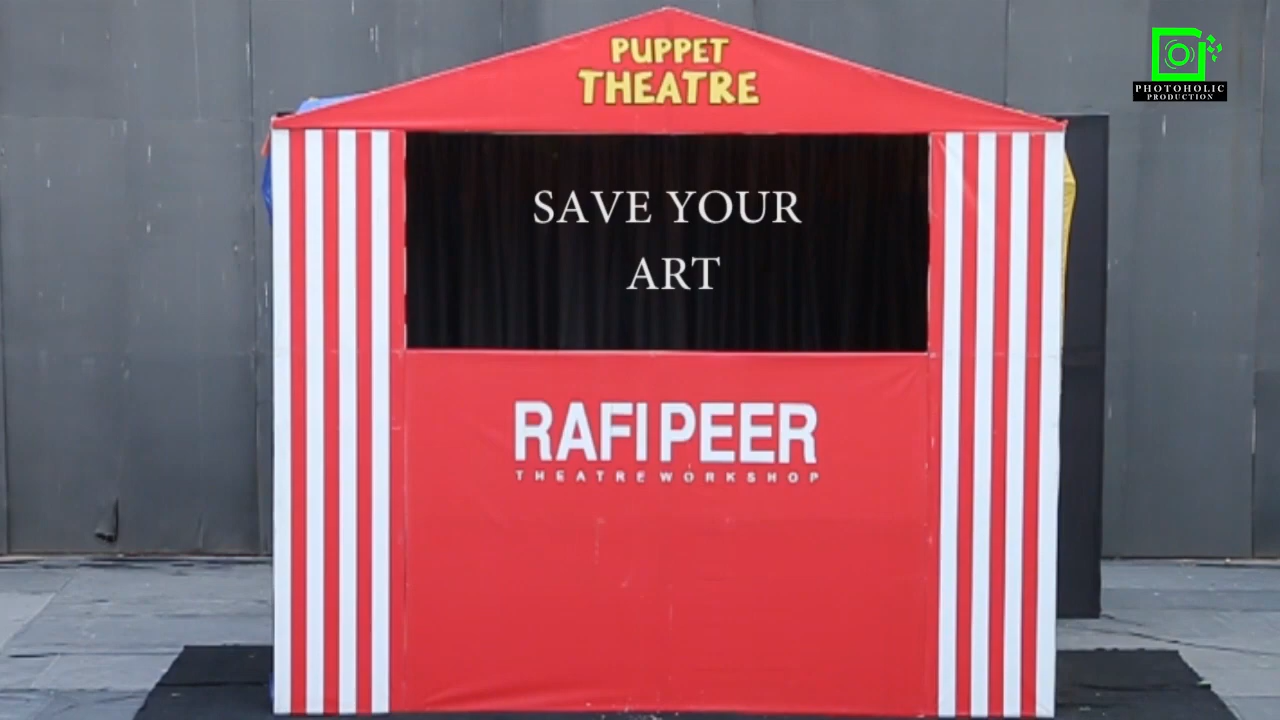 PUPPET
THEATRE
PHOTOHOLIC
PRODUCTION
SAVE YOUR
ART
RAFI PEER
THEATRE WORKSHOP